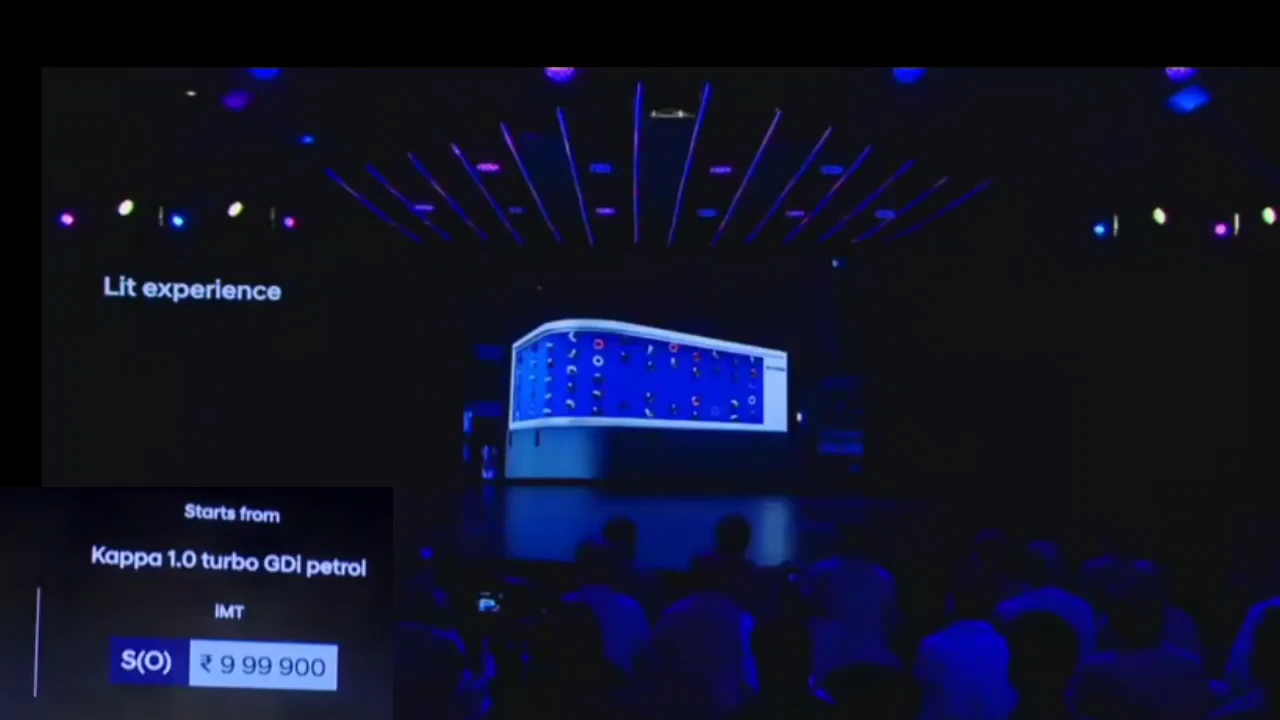 Lit experience
Starts from
Kappa 1.0 turbo GDi petrol
iMT
S(O) ₹ 9 99 900